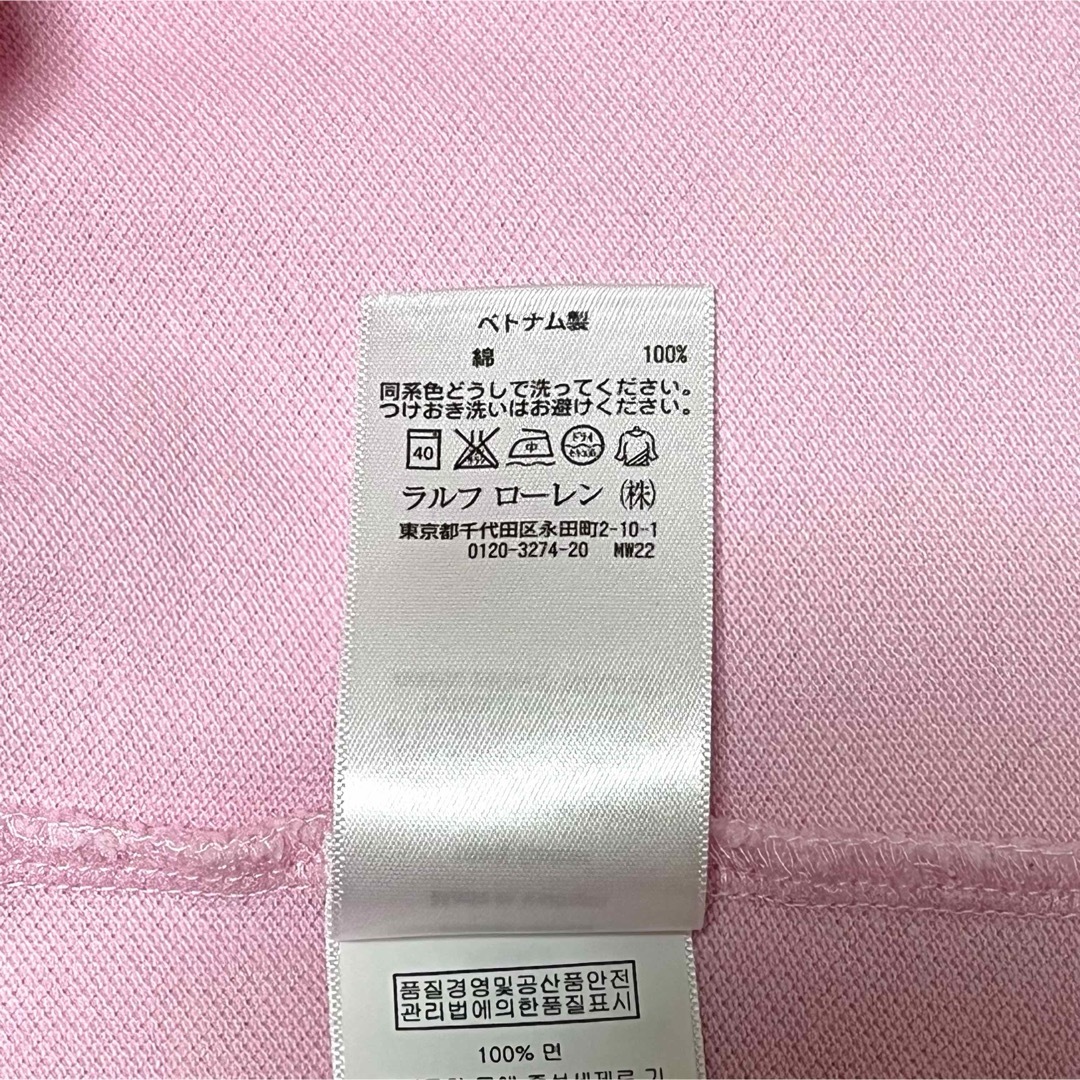 ベトナム製
綿 100%
同系色どうしで洗ってください。
つけおき洗いはお避けください。
40 中 ドライ
ラルフ ローレン ㈱
東京都千代田区永田町2-10-1
0120-3274-20 MW22
품질경영및공산품안전
관리법에의한품질표시
100% 면